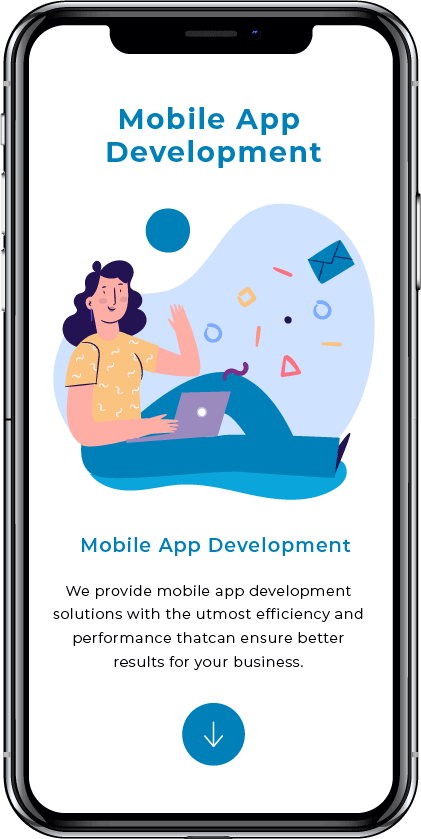 Mobile App
Development
Mobile App Development
We provide mobile app development
solutions with the utmost efficiency and
performance thatcan ensure better
results for your business.